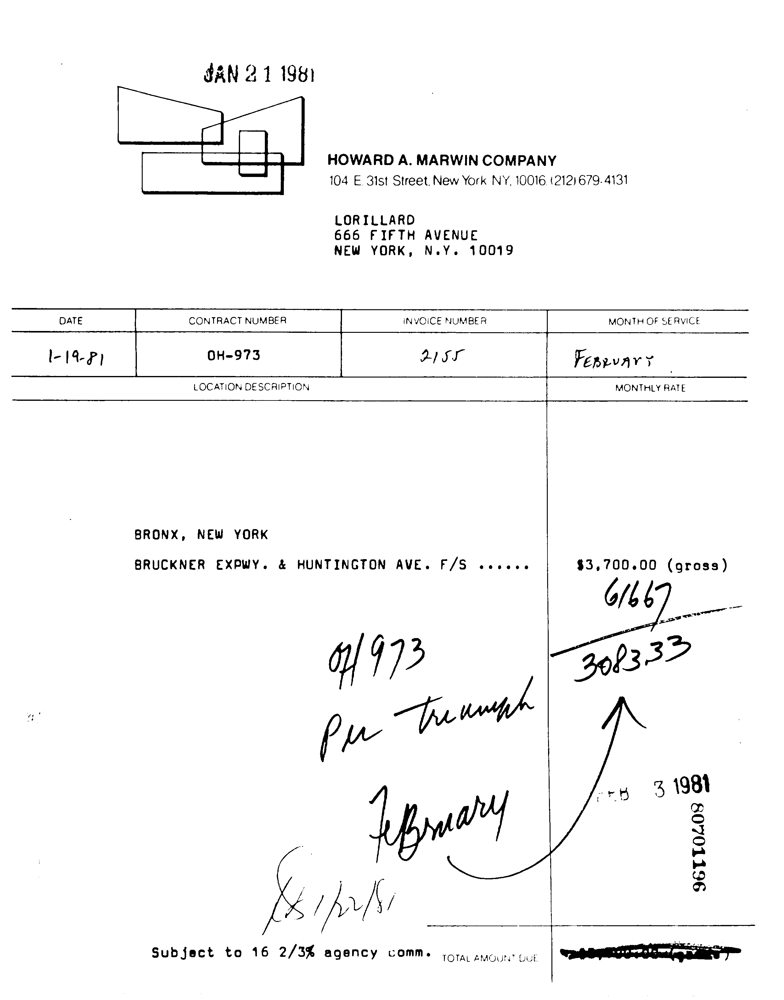 JAN 21 1981
HOWARD A. MARWIN COMPANY
104 E. 31st Street, New York NY, 10016 (212) 679-4131
LORILLARD
666 FIFTH AVENUE
NEW YORK, N.Y. 10019
DATE CONTRACT NUMBER INVOICE NUMBER MONTH OF SERVICE
1-19-81 OH-973 2155 FEBRUARY
LOCATION DESCRIPTION MONTHLY RATE
BRONX, NEW YORK
BRUCKNER EXPWY. & HUNTINGTON AVE. F/S ...... $3,700.00 (gross)
61667
3083.33
OH 973
Per triumph
February
FEB 3 1981
80701196
1/22/81
Subject to 16 2/3% agency comm. TOTAL AMOUNT DUE